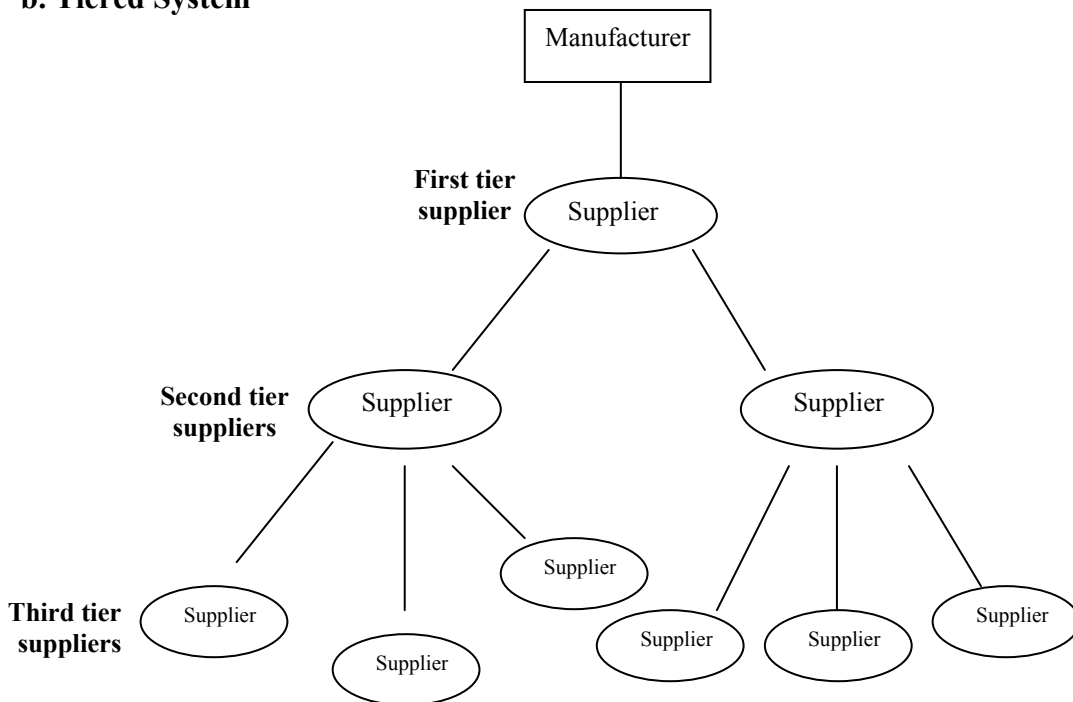 b. Tiered System
Manufacturer
First tier
supplier
Supplier
Second tier
suppliers
Supplier
Supplier
Supplier
Supplier
Third tier
suppliers
Supplier
Supplier
Supplier
Supplier